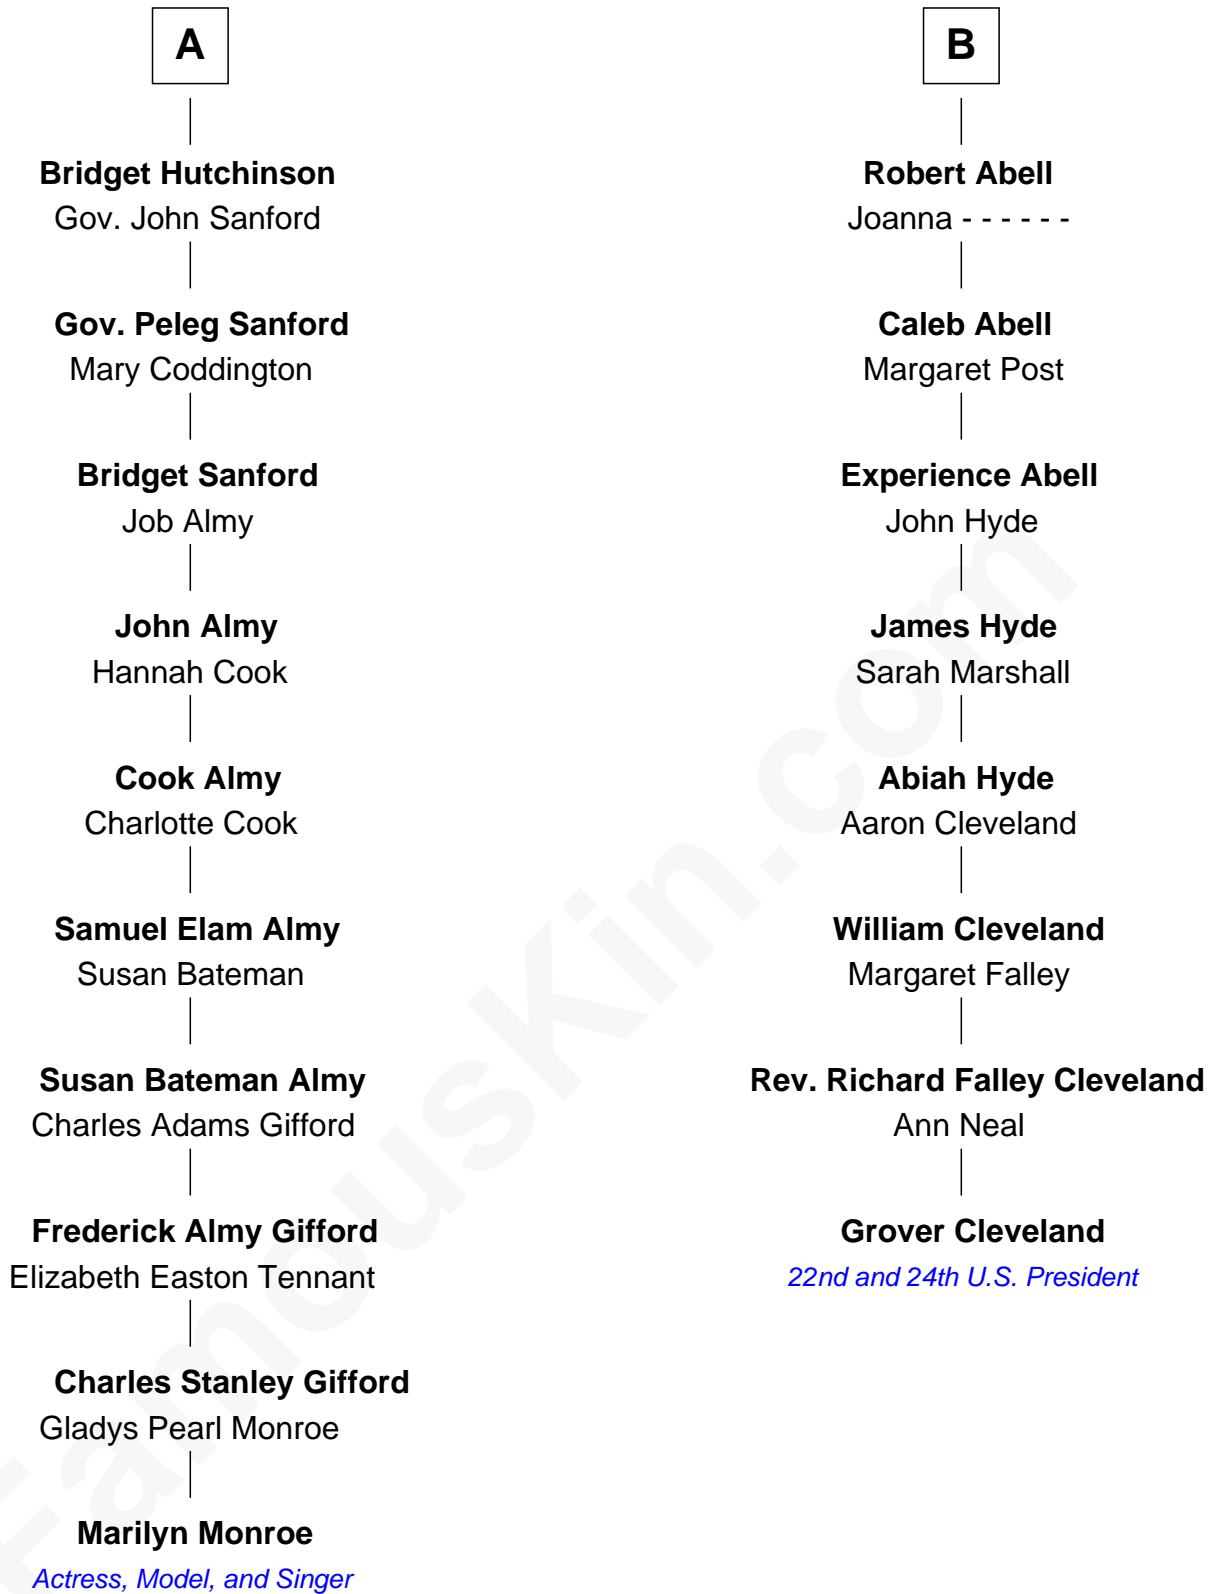 A
Bridget Hutchinson
Gov. John Sanford
Gov. Peleg Sanford
Mary Coddington
Bridget Sanford
Job Almy
John Almy
Hannah Cook
Cook Almy
Charlotte Cook
Samuel Elam Almy
Susan Bateman
Susan Bateman Almy
Charles Adams Gifford
Frederick Almy Gifford
Elizabeth Easton Tennant
Charles Stanley Gifford
Gladys Pearl Monroe
Marilyn Monroe
Actress, Model, and Singer
B
Robert Abell
Joanna - - - - - -
Caleb Abell
Margaret Post
Experience Abell
John Hyde
James Hyde
Sarah Marshall
Abiah Hyde
Aaron Cleveland
William Cleveland
Margaret Falley
Rev. Richard Falley Cleveland
Ann Neal
Grover Cleveland
22nd and 24th U.S. President
FamousKin.com